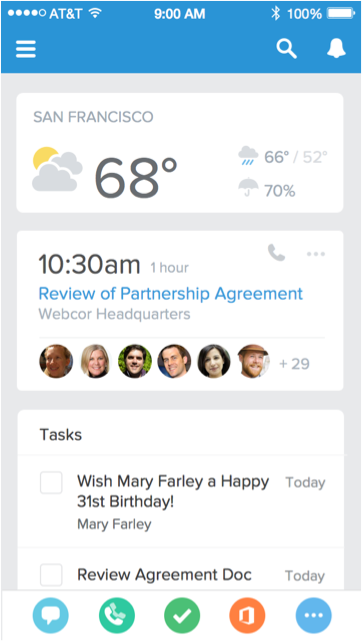 AT&T 9:00 AM 100%
SAN FRANCISCO
68° 66° / 52°
70%
10:30am 1 hour
Review of Partnership Agreement
Webcor Headquarters
+ 29
Tasks
Wish Mary Farley a Happy Today
31st Birthday!
Mary Farley
Review Agreement Doc Today